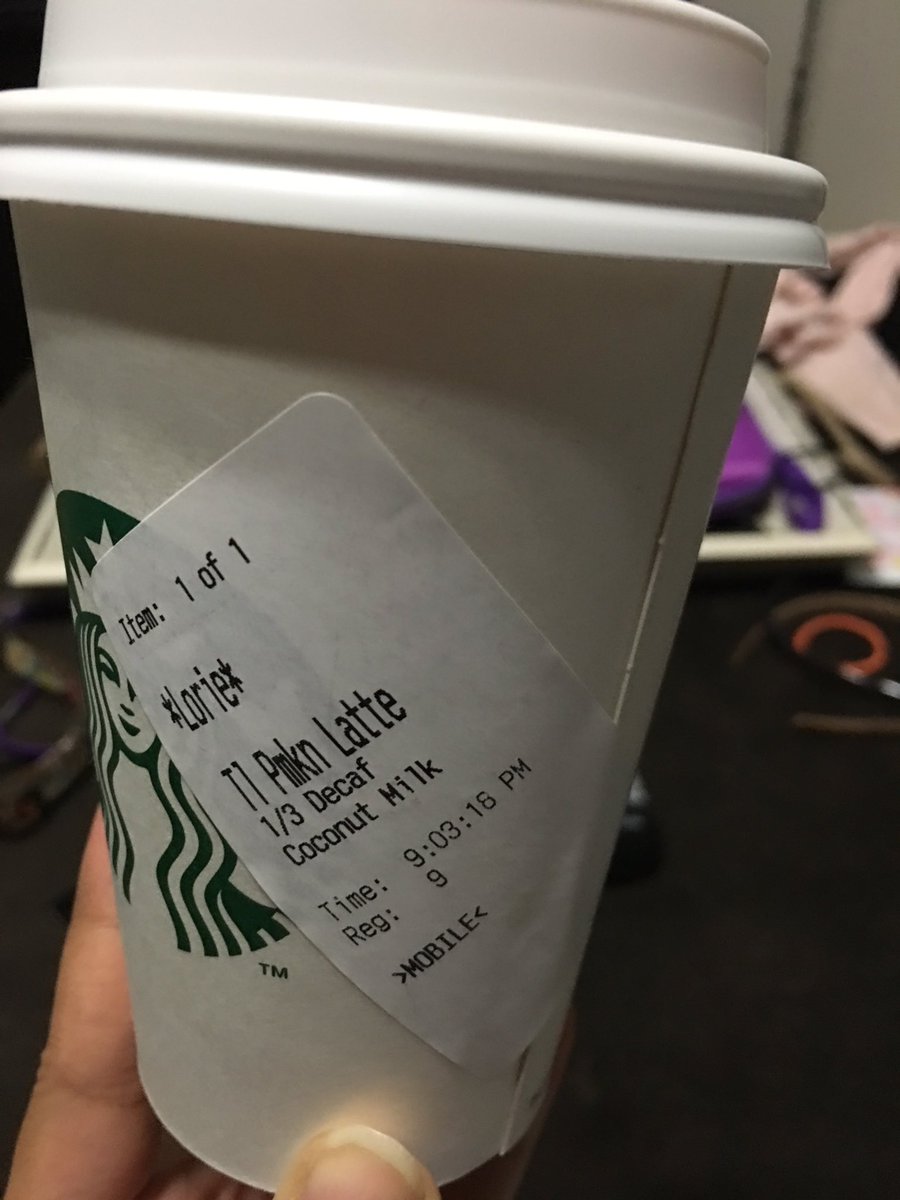 Item: 1 of 1
*Lorie*
Tl Pmkn Latte
1/3 Decaf
Coconut Milk
Time: 9:03:16 PM
Reg: 9
>MOBILE<
TM